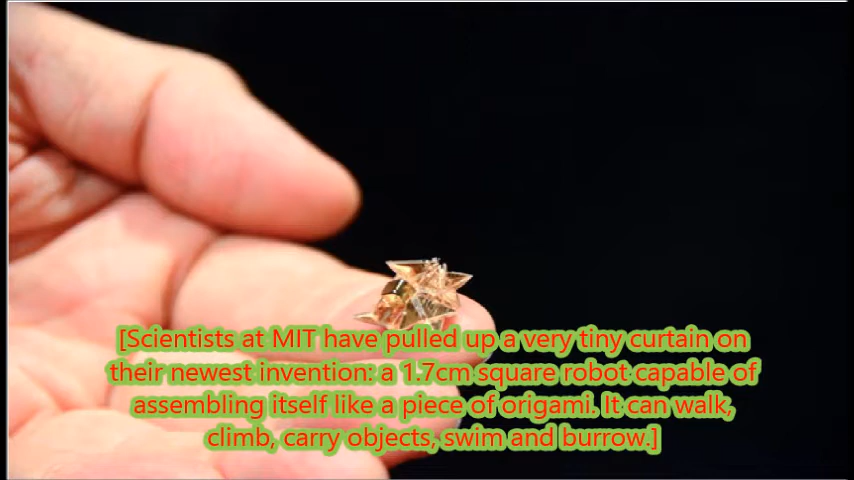 [Scientists at MIT have pulled up a very tiny curtain on
their newest invention: a 1.7cm square robot capable of
assembling itself like a piece of origami. It can walk,
climb, carry objects, swim and burrow.]